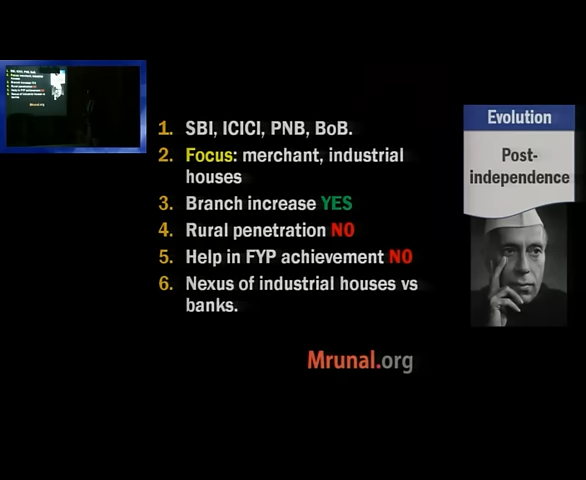 1. SBI, ICICI, PNB, BoB.
2. Focus: merchant, industrial
houses
3. Branch increase YES
4. Rural penetration NO
5. Help in FYP achievement NO
6. Nexus of industrial houses vs
banks.
Evolution
Post-
independence
Mrunal.org